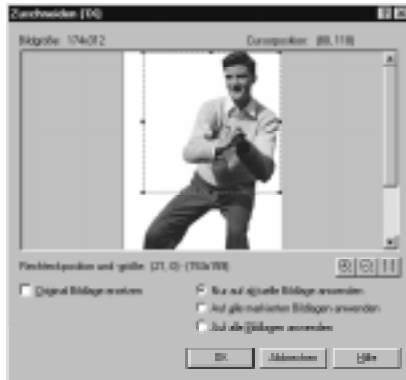 Zuschneiden
Bildgröße: 174x312 Cursorposition: (88, 118)
Rechteckposition und -größe: (21, 0)-(153x159)
Original Bildlage ersetzen
Nur auf aktuelle Bildlage anwenden
Auf alle markierten Bildlagen anwenden
Auf alle Bildlagen anwenden
OK Abbrechen Hilfe